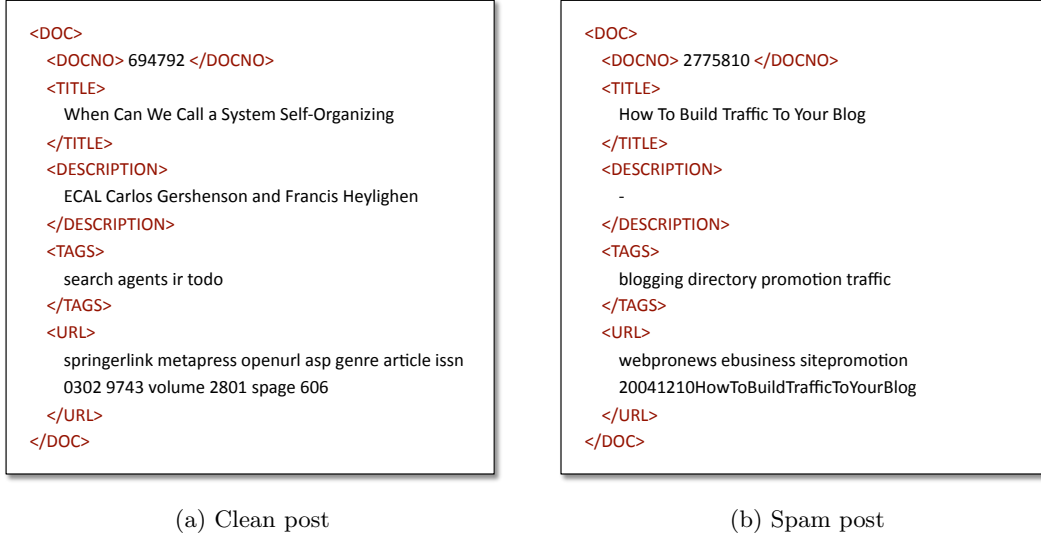 <DOC>
<DOCNO> 694792 </DOCNO>
<TITLE>
When Can We Call a System Self-Organizing
</TITLE>
<DESCRIPTION>
ECAL Carlos Gershenson and Francis Heylighen
</DESCRIPTION>
<TAGS>
search agents ir todo
</TAGS>
<URL>
springerlink metapress openurl asp genre article issn
0302 9743 volume 2801 spage 606
</URL>
</DOC>
(a) Clean post
<DOC>
<DOCNO> 2775810 </DOCNO>
<TITLE>
How To Build Traffic To Your Blog
</TITLE>
<DESCRIPTION>
-
</DESCRIPTION>
<TAGS>
blogging directory promotion traffic
</TAGS>
<URL>
webpronews ebusiness sitepromotion
20041210HowToBuildTrafficToYourBlog
</URL>
</DOC>
(b) Spam post